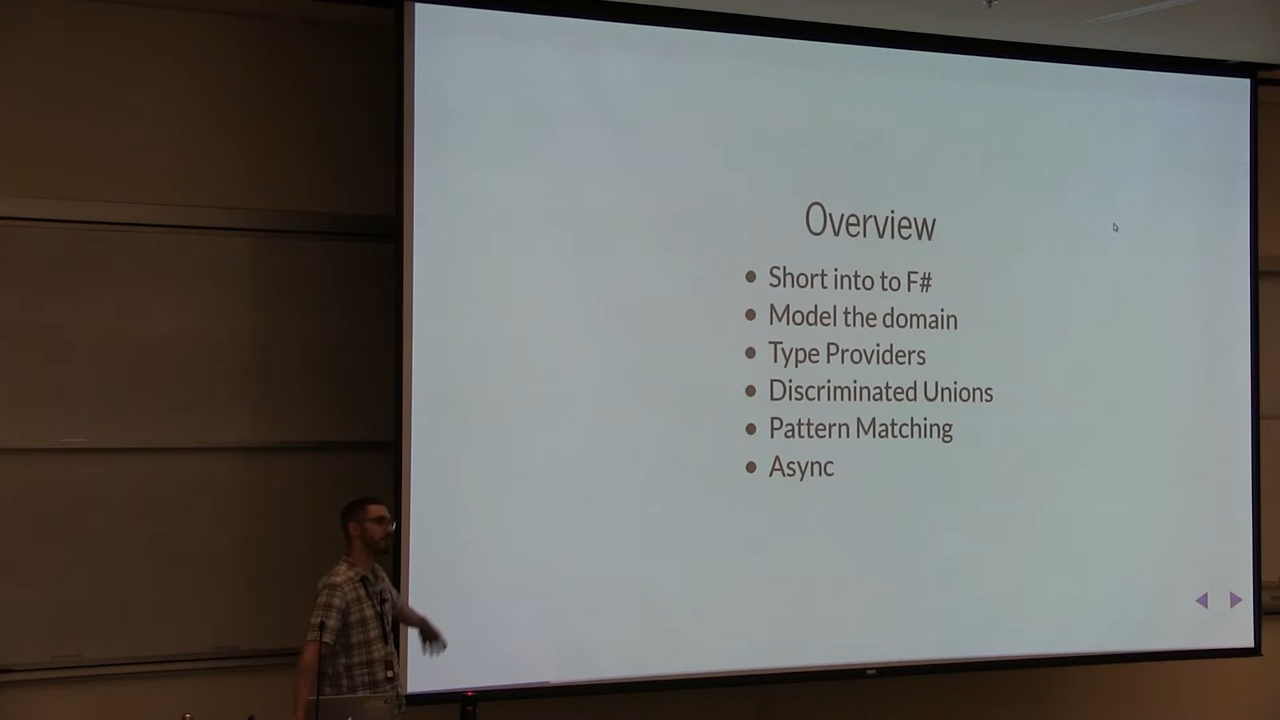 Overview
Short into to F#
Model the domain
Type Providers
Discriminated Unions
Pattern Matching
Async